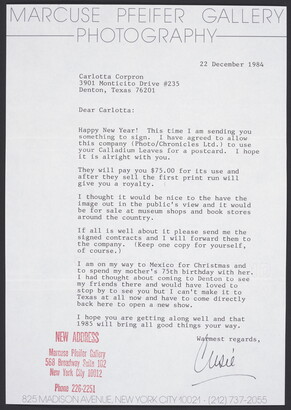 MARCUSE PFEIFER GALLERY
PHOTOGRAPHY
22 December 1984
Carlotta Corpron
3901 Monticito Drive #235
Denton, Texas 76201
Dear Carlotta:
Happy New Year! This time I am sending you
something to sign. I have agreed to allow
this company (Photo/Chronicles Ltd.) to use
your Calladium Leaves for a postcard. I hope
it is alright with you.
They will pay you $75.00 for its use and
after they sell the first print run will
give you a royalty.
I thought it would be nice to the have the
image out in the public's view and it would
be for sale at museum shops and book stores
around the country.
If all is well about it please send me the
signed contracts and I will forward them to
the company. (Keep one copy for yourself,
of course.)
I am on my way to Mexico for Christmas and
to spend my mother's 75th birthday with her.
I had thought about coming to Denton to see
my friends there and would have loved to
stop by to see you but I can't make it to
Texas at all now and have to come directly
back here to open a new show.
I hope you are getting along well and that
1985 will bring all good things your way.
Warmest regards,
NEW ADDRESS
Marcuse Pfeifer Gallery
568 Broadway Suite 102
New York City 10012
Phone 226-2251
825 MADISON AVENUE, NEW YORK CITY 10021 · (212) 737-2055